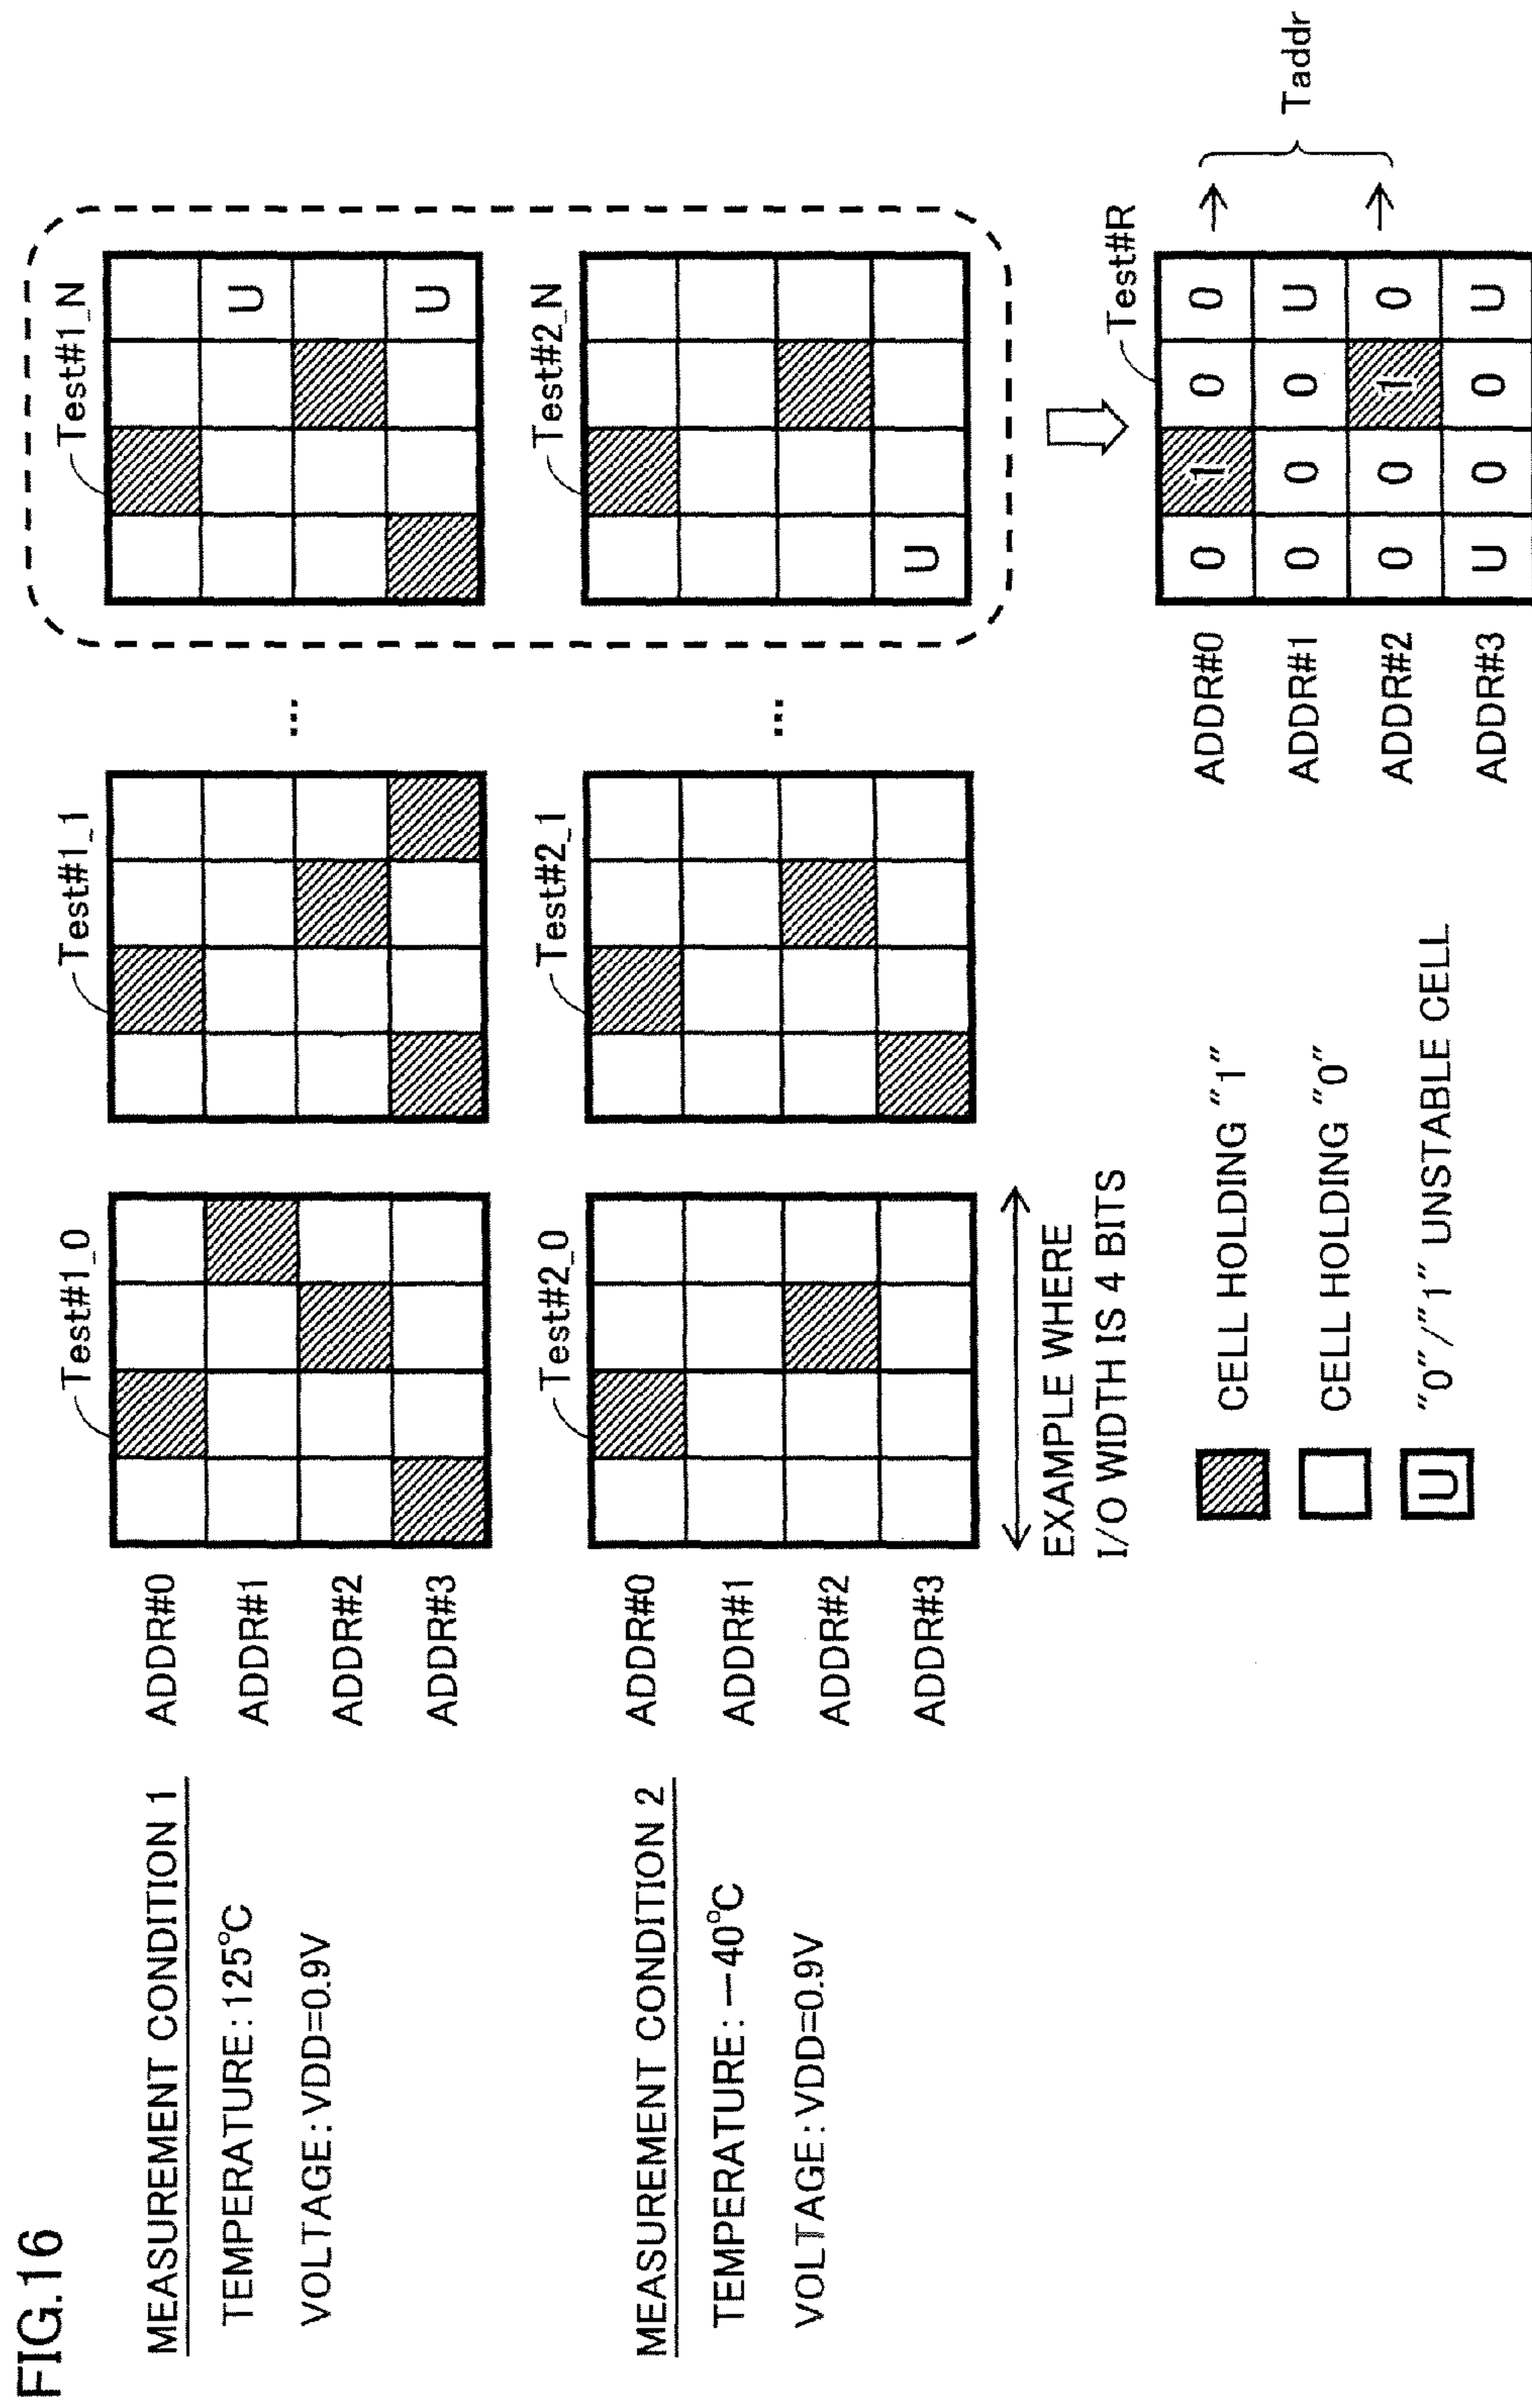 FIG.16
MEASUREMENT CONDITION 1
TEMPERATURE:125°C
VOLTAGE:VDD=0.9V
Test#1_0
Test#1_1
Test#1_N
ADDR#0
ADDR#1
U
ADDR#2
...
ADDR#3
U
MEASUREMENT CONDITION 2
TEMPERATURE:—40°C
VOLTAGE:VDD=0.9V
Test#2_0
Test#2_1
Test#2_N
ADDR#0
ADDR#1
ADDR#2
...
ADDR#3
U
EXAMPLE WHERE
I/O WIDTH IS 4 BITS
CELL HOLDING "1"
CELL HOLDING "0"
U "0"/"1" UNSTABLE CELL
Test#R
ADDR#0 0 1 0 0
ADDR#1 0 0 0 U
ADDR#2 0 0 1 0
ADDR#3 U 0 0 U
Taddr